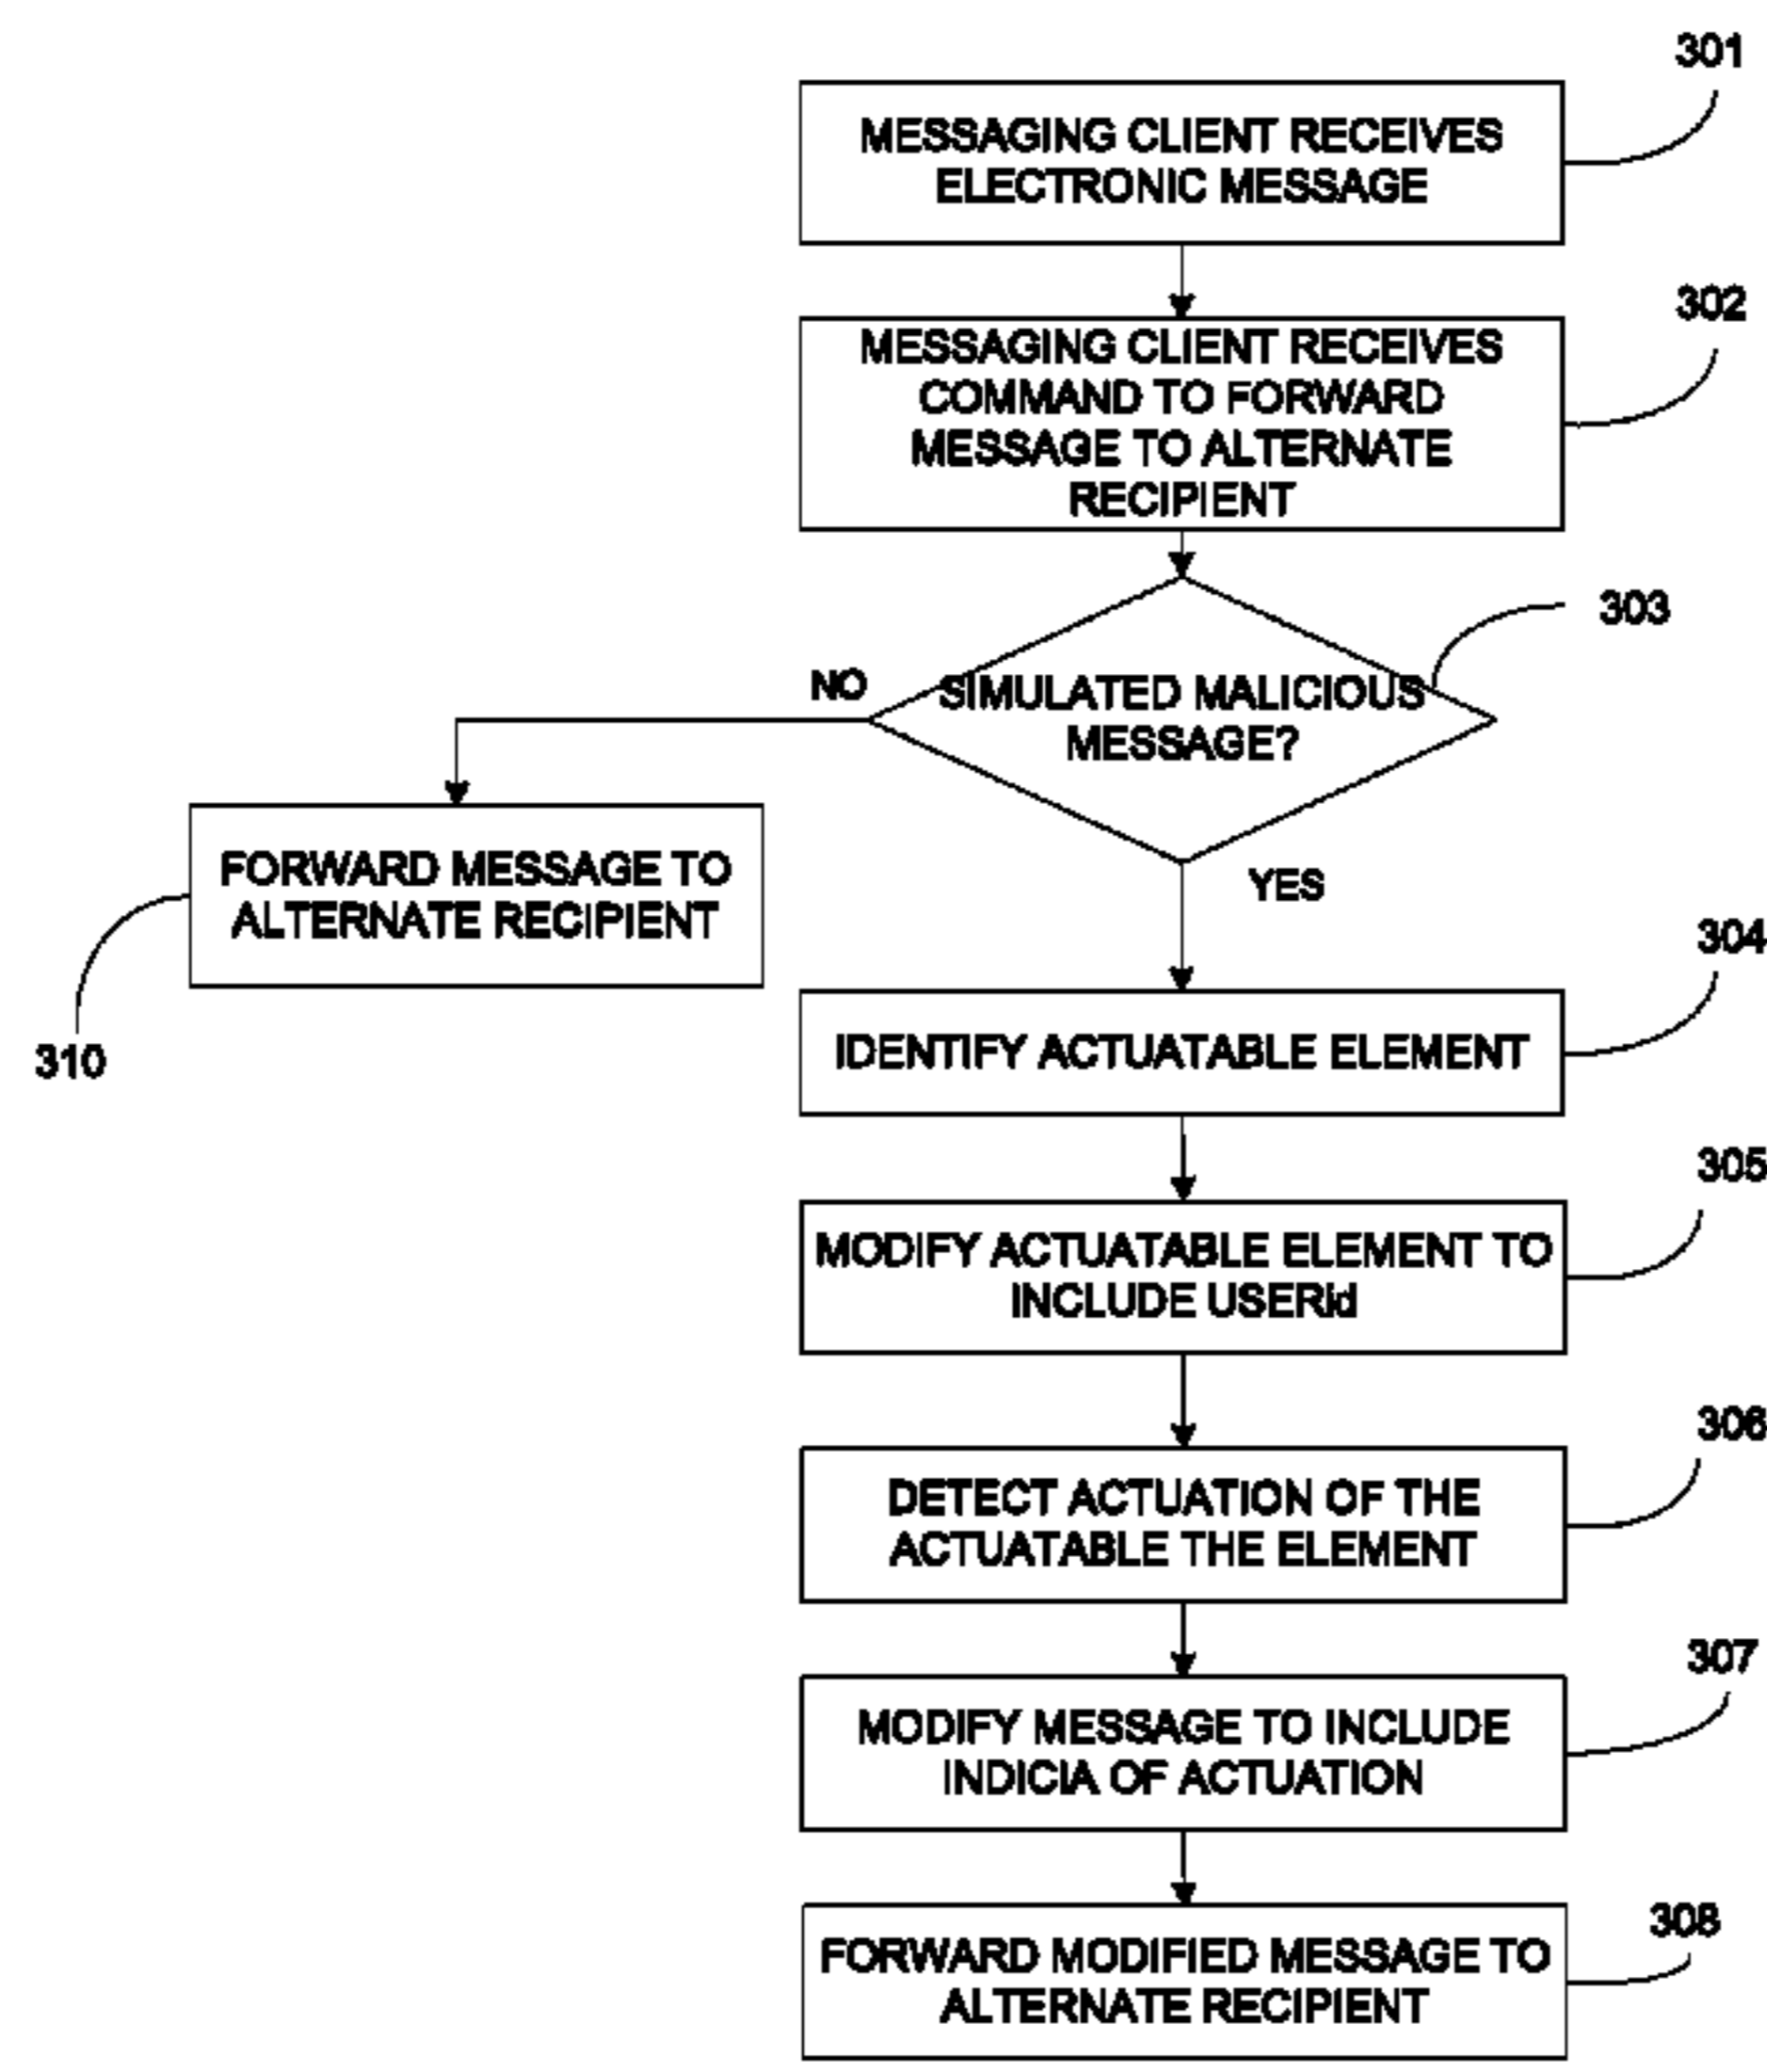 301
MESSAGING CLIENT RECEIVES
ELECTRONIC MESSAGE
302
MESSAGING CLIENT RECEIVES
COMMAND TO FORWARD
MESSAGE TO ALTERNATE
RECIPIENT
303
NO
SIMULATED MALICIOUS
MESSAGE?
YES
FORWARD MESSAGE TO
ALTERNATE RECIPIENT
310
304
IDENTIFY ACTUATABLE ELEMENT
305
MODIFY ACTUATABLE ELEMENT TO
INCLUDE USERid
306
DETECT ACTUATION OF THE
ACTUATABLE THE ELEMENT
307
MODIFY MESSAGE TO INCLUDE
INDICIA OF ACTUATION
308
FORWARD MODIFIED MESSAGE TO
ALTERNATE RECIPIENT